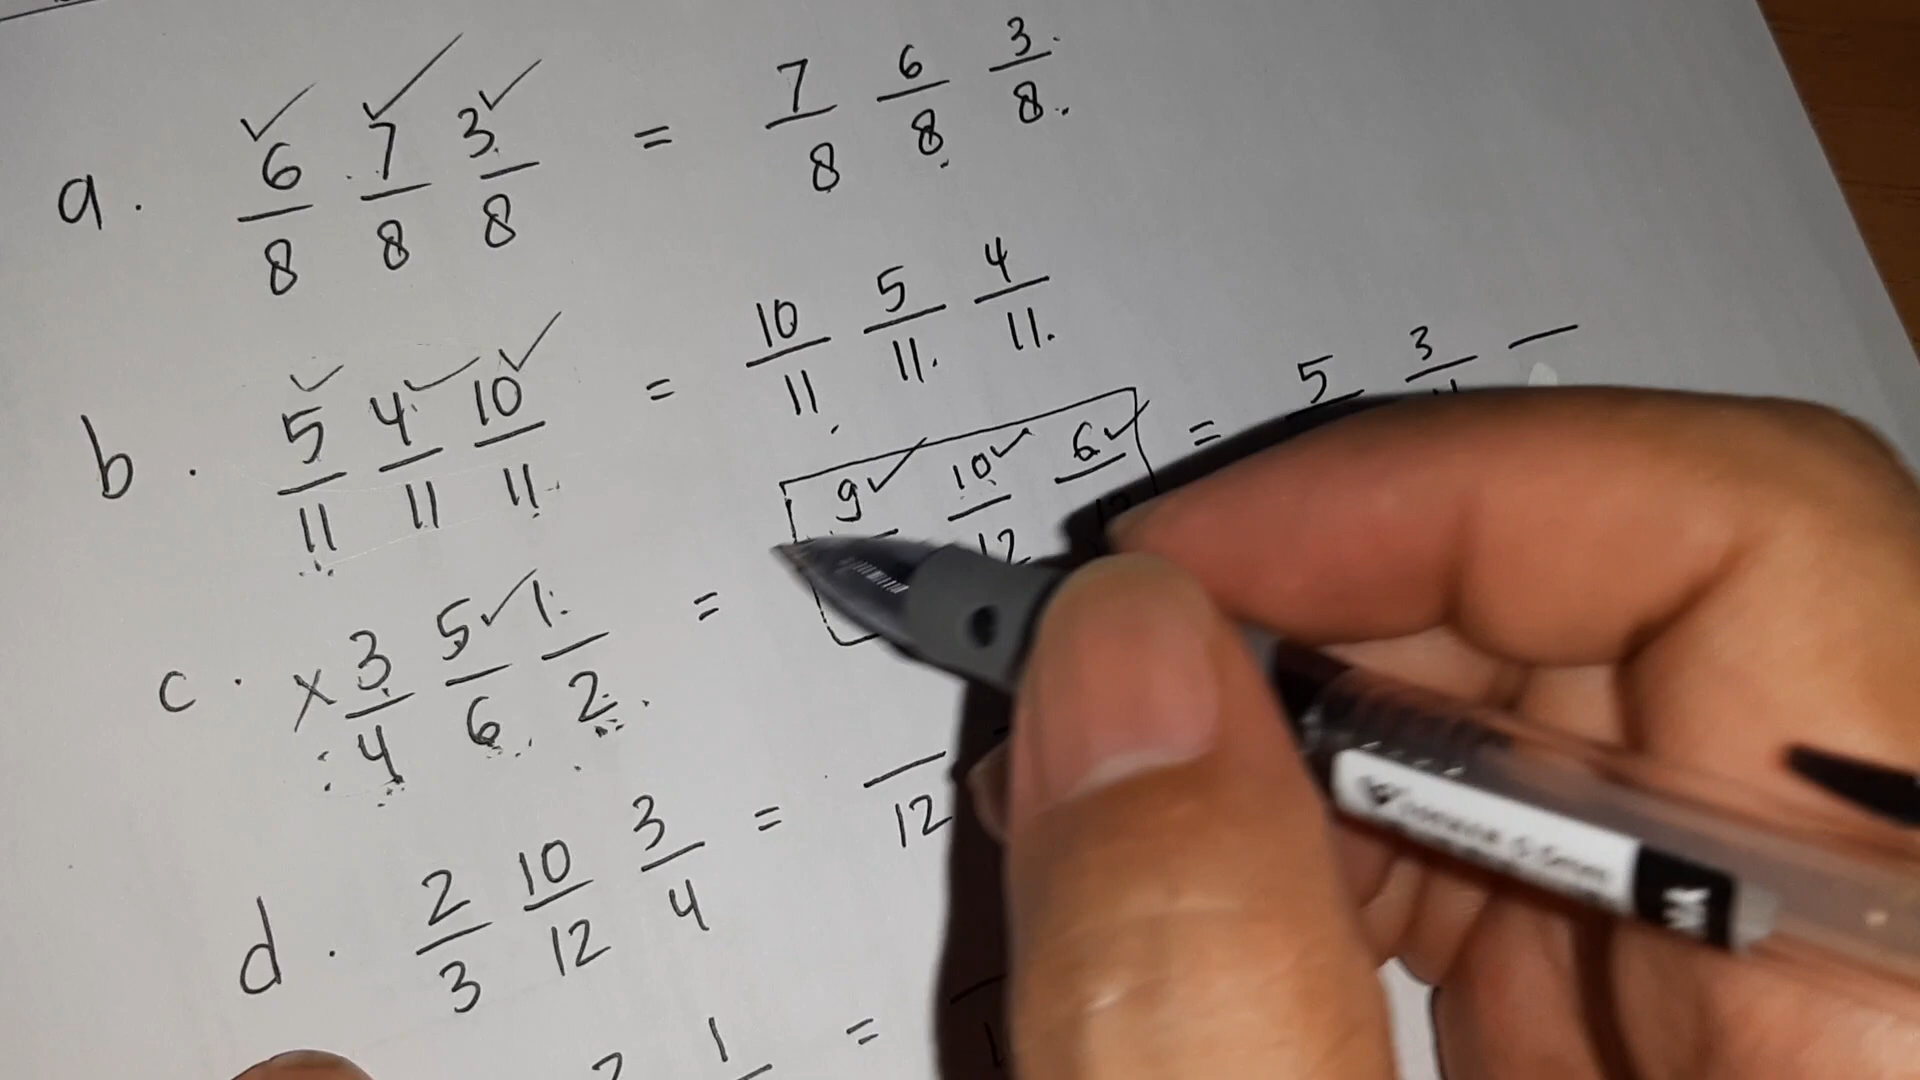 a. 6/8 7/8 3/8 = 7/8 6/8 3/8
b. 5/11 4/11 10/11 = 10/11 5/11 4/11
c. × 3/4 5/6 1/2 = 9 10/12 6/12 = 5 3
d. 2/3 10/12 3/4 = /12
1 =